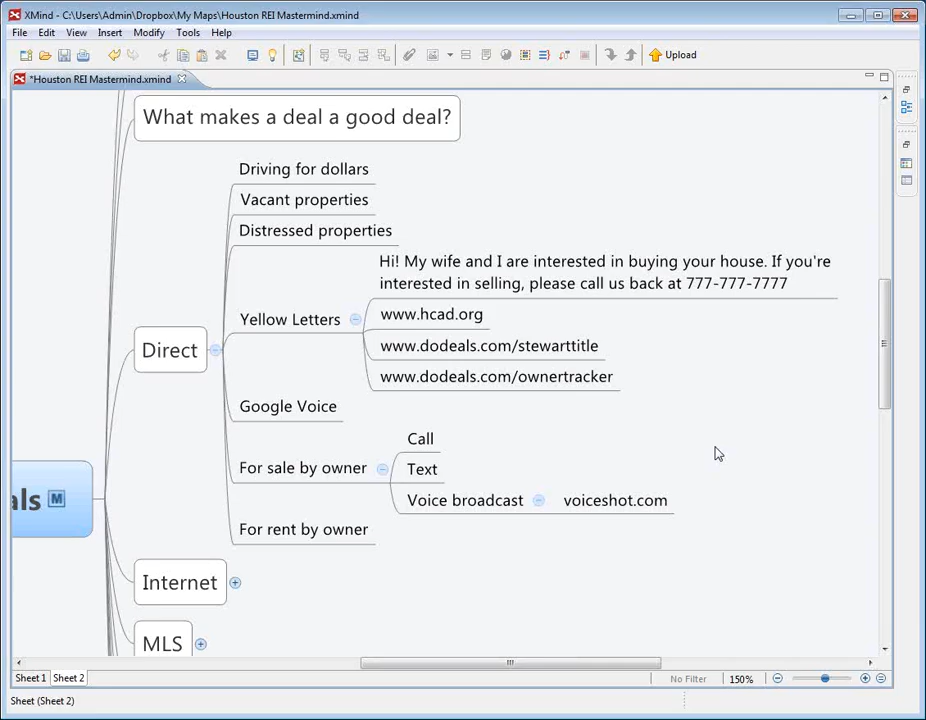 XMind - C:\Users\Admin\Dropbox\My Maps\Houston REI Mastermind.xmind
File Edit View Insert Modify Tools Help
Upload
*Houston REI Mastermind.xmind
What makes a deal a good deal?
Driving for dollars
Vacant properties
Distressed properties
Hi! My wife and I are interested in buying your house. If you're
interested in selling, please call us back at 777-777-7777
Yellow Letters
www.hcad.org
www.dodeals.com/stewarttitle
www.dodeals.com/ownertracker
Direct
Google Voice
Call
For sale by owner
Text
Voice broadcast
voiceshot.com
als
M
For rent by owner
Internet
MLS
Sheet 1 Sheet 2
No Filter 150%
Sheet (Sheet 2)